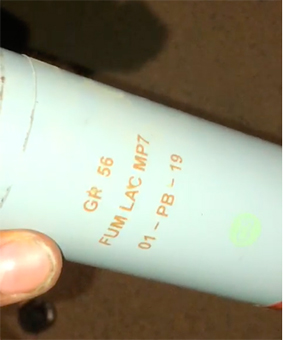 GR 56
FUM LAC MP7
01 - PB - 19